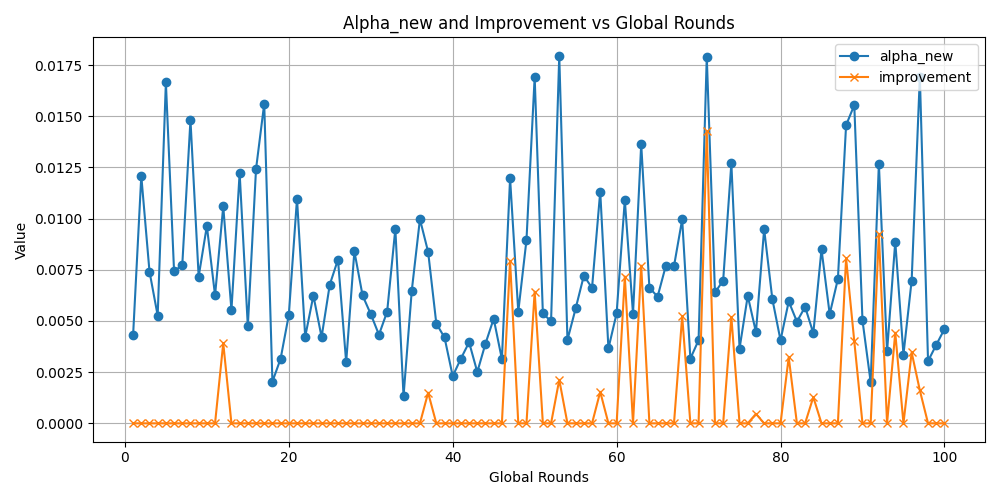 Alpha_new and Improvement vs Global Rounds
alpha_new
improvement
Value
0.0175
0.0150
0.0125
0.0100
0.0075
0.0050
0.0025
0.0000
0 20 40 60 80 100
Global Rounds